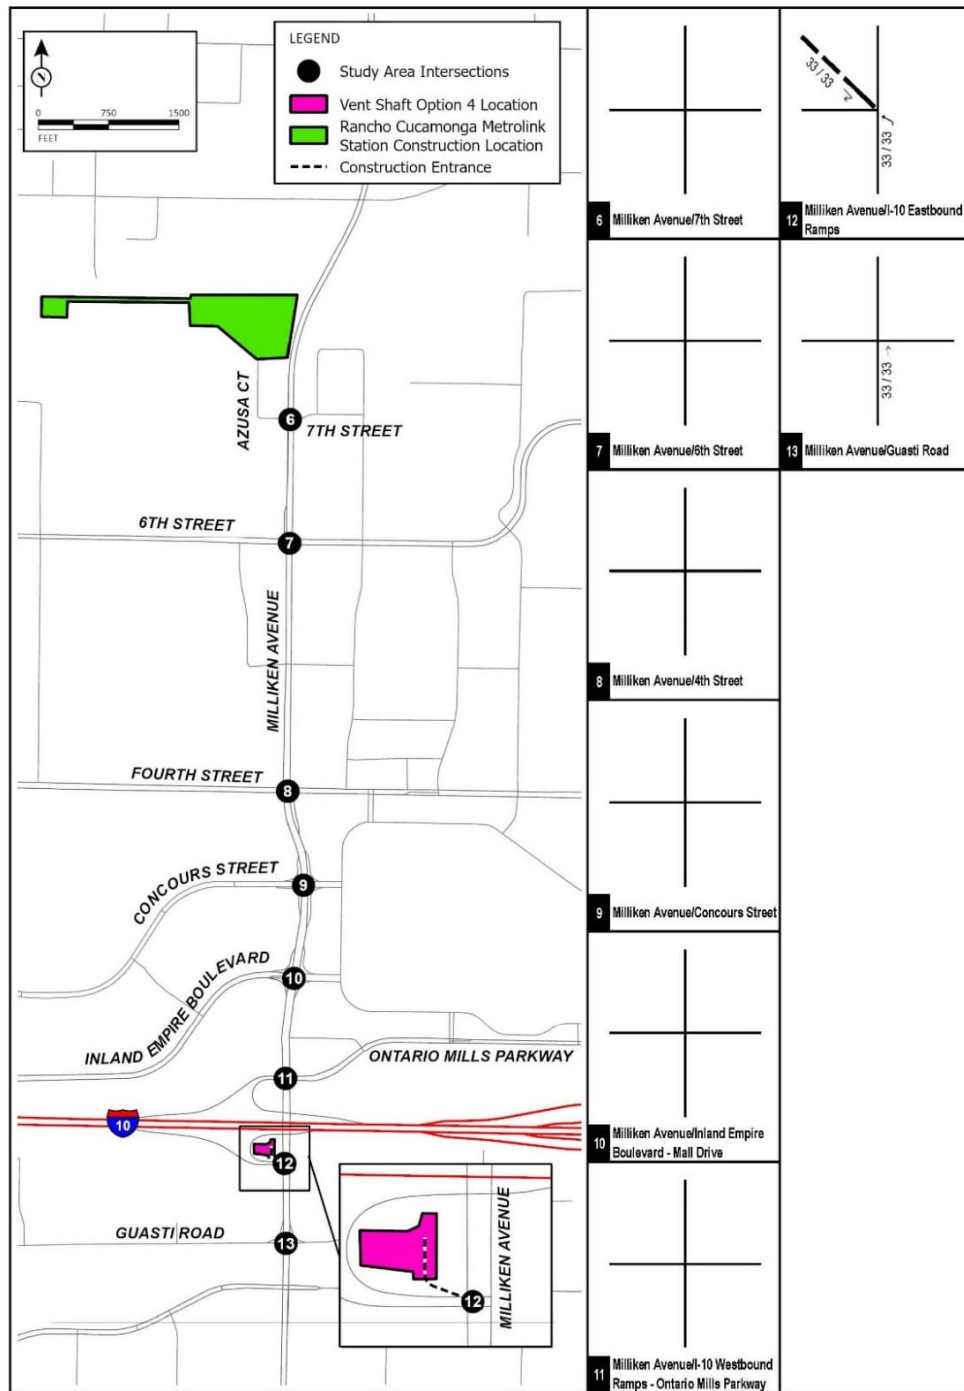 LEGEND
Study Area Intersections
Vent Shaft Option 4 Location
Rancho Cucamonga Metrolink
Station Construction Location
Construction Entrance
N
0 750 1500
FEET
AZUSA CT
6
7TH STREET
6TH STREET
7
MILLIKEN AVENUE
FOURTH STREET
8
CONCOURS STREET
9
INLAND EMPIRE BOULEVARD
10
ONTARIO MILLS PARKWAY
11
10
12
GUASTI ROAD
13
MILLIKEN AVENUE
12
6 Milliken Avenue/7th Street
7 Milliken Avenue/6th Street
8 Milliken Avenue/4th Street
9 Milliken Avenue/Concours Street
10 Milliken Avenue/Inland Empire
Boulevard - Mall Drive
11 Milliken Avenue/I-10 Westbound
Ramps - Ontario Mills Parkway
33 / 33
33 / 33
12 Milliken Avenue/I-10 Eastbound
Ramps
33 / 33
13 Milliken Avenue/Guasti Road